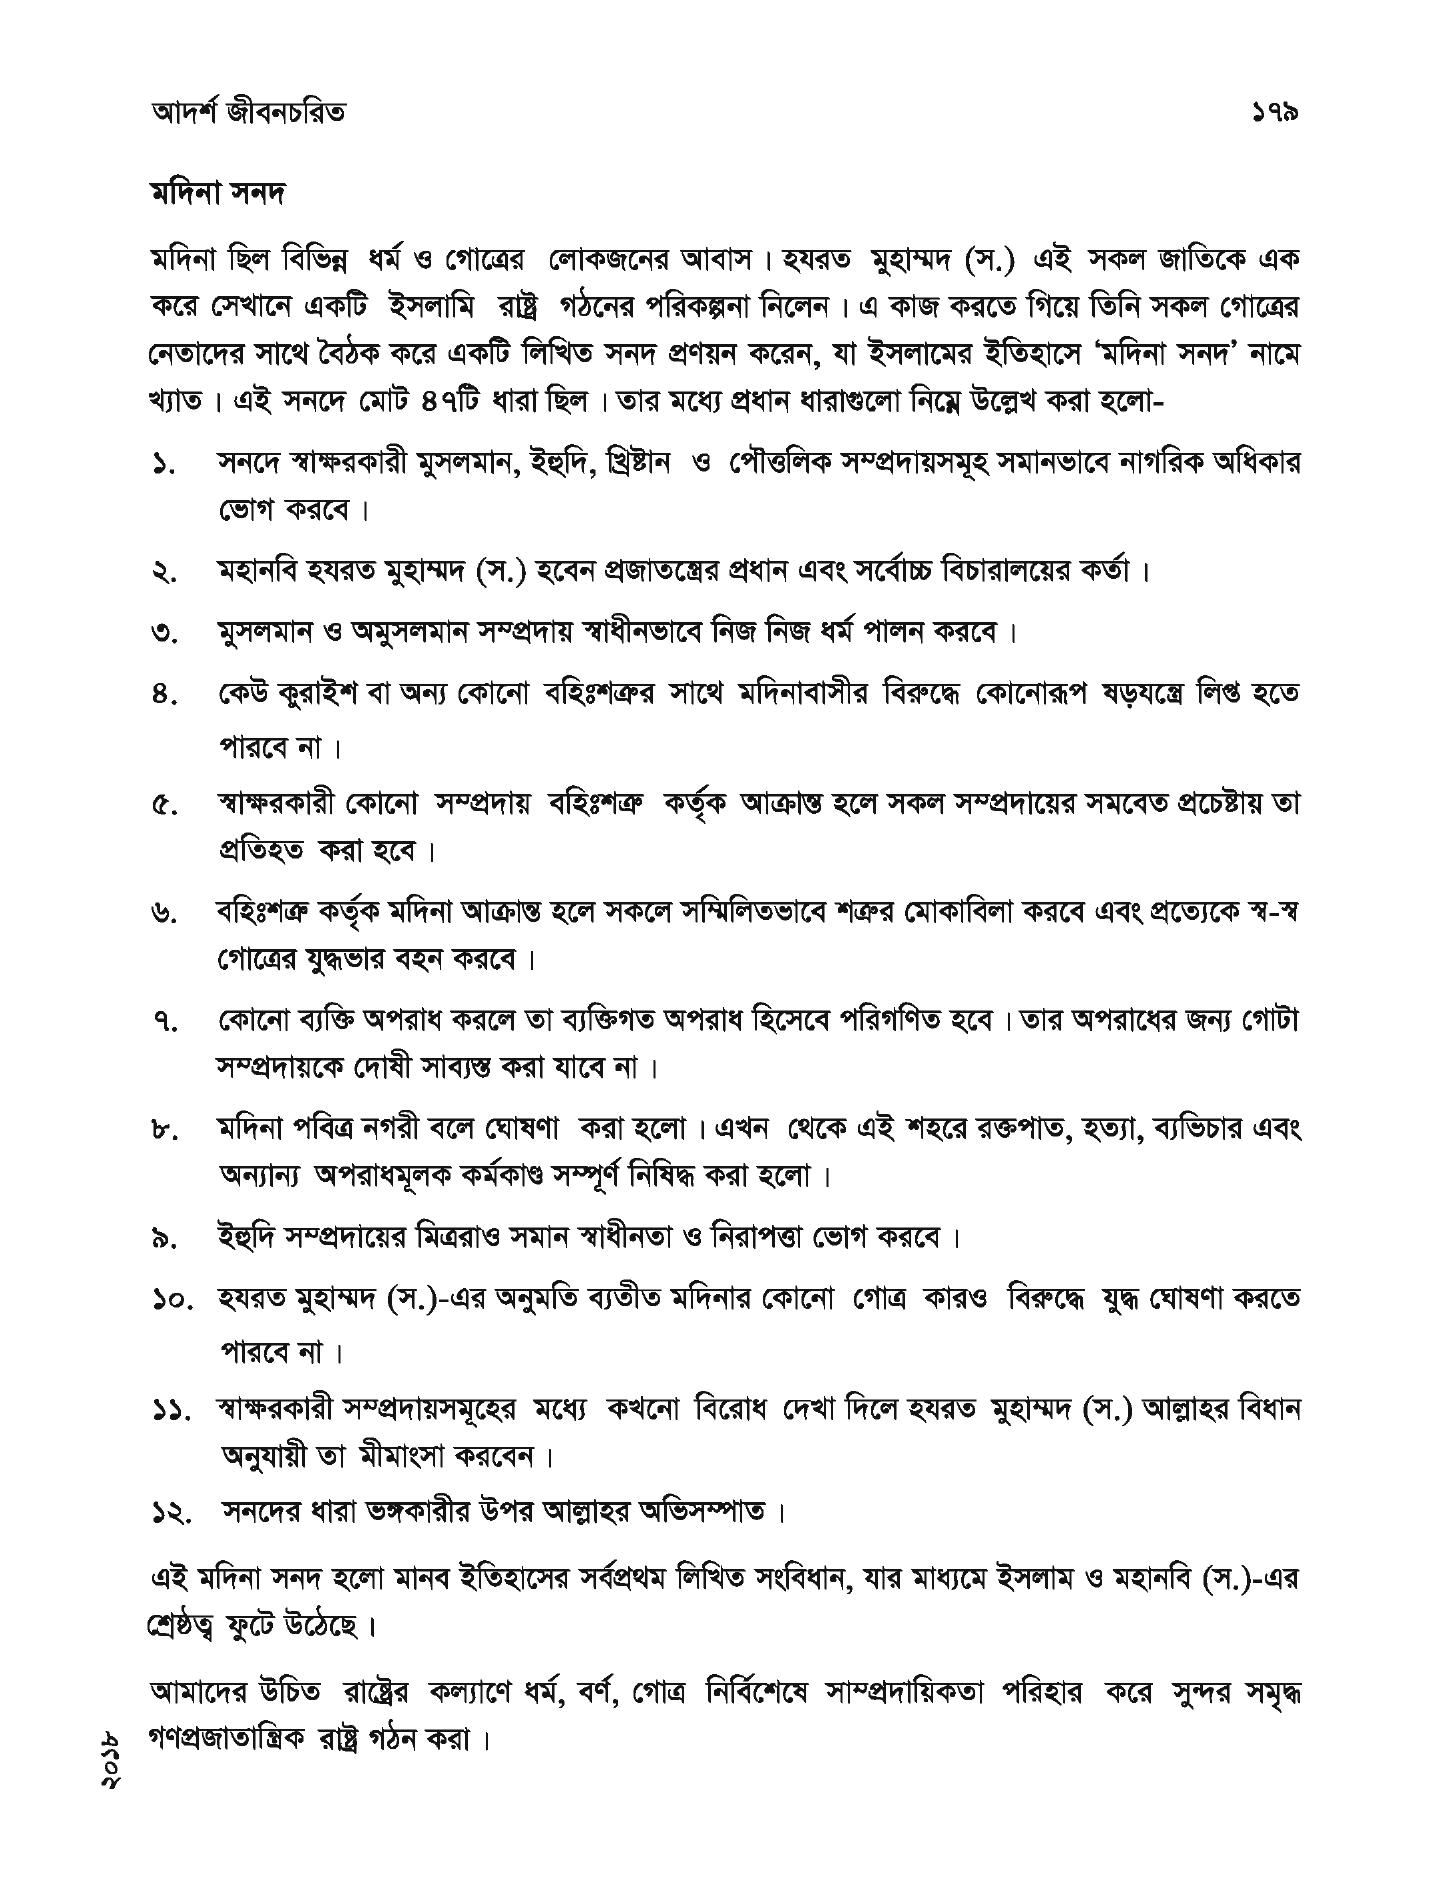 আদর্শ জীবনচরিত ১৭৯
মদিনা সনদ
মদিনা ছিল বিভিন্ন ধর্ম ও গোত্রের লোকজনের আবাস। হযরত মুহাম্মদ (স.) এই সকল জাতিকে এক
করে সেখানে একটি ইসলামি রাষ্ট্র গঠনের পরিকল্পনা নিলেন। এ কাজ করতে গিয়ে তিনি সকল গোত্রের
নেতাদের সাথে বৈঠক করে একটি লিখিত সনদ প্রণয়ন করেন, যা ইসলামের ইতিহাসে ‘মদিনা সনদ’ নামে
খ্যাত। এই সনদে মোট ৪৭টি ধারা ছিল। তার মধ্যে প্রধান ধারাগুলো নিম্নে উল্লেখ করা হলো-
১. সনদে স্বাক্ষরকারী মুসলমান, ইহুদি, খ্রিষ্টান ও পৌত্তলিক সম্প্রদায়সমূহ সমানভাবে নাগরিক অধিকার
ভোগ করবে।
২. মহানবি হযরত মুহাম্মদ (স.) হবেন প্রজাতন্ত্রের প্রধান এবং সর্বোচ্চ বিচারালয়ের কর্তা।
৩. মুসলমান ও অমুসলমান সম্প্রদায় স্বাধীনভাবে নিজ নিজ ধর্ম পালন করবে।
৪. কেউ কুরাইশ বা অন্য কোনো বহিঃশত্রুর সাথে মদিনাবাসীর বিরুদ্ধে কোনোরূপ ষড়যন্ত্রে লিপ্ত হতে
পারবে না।
৫. স্বাক্ষরকারী কোনো সম্প্রদায় বহিঃশত্রু কর্তৃক আক্রান্ত হলে সকল সম্প্রদায়ের সমবেত প্রচেষ্টায় তা
প্রতিহত করা হবে।
৬. বহিঃশত্রু কর্তৃক মদিনা আক্রান্ত হলে সকলে সম্মিলিতভাবে শত্রুর মোকাবিলা করবে এবং প্রত্যেকে স্ব-স্ব
গোত্রের যুদ্ধভার বহন করবে।
৭. কোনো ব্যক্তি অপরাধ করলে তা ব্যক্তিগত অপরাধ হিসেবে পরিগণিত হবে। তার অপরাধের জন্য গোটা
সম্প্রদায়কে দোষী সাব্যস্ত করা যাবে না।
৮. মদিনা পবিত্র নগরী বলে ঘোষণা করা হলো। এখন থেকে এই শহরে রক্তপাত, হত্যা, ব্যভিচার এবং
অন্যান্য অপরাধমূলক কর্মকাণ্ড সম্পূর্ণ নিষিদ্ধ করা হলো।
৯. ইহুদি সম্প্রদায়ের মিত্ররাও সমান স্বাধীনতা ও নিরাপত্তা ভোগ করবে।
১০. হযরত মুহাম্মদ (স.)-এর অনুমতি ব্যতীত মদিনার কোনো গোত্র কারও বিরুদ্ধে যুদ্ধ ঘোষণা করতে
পারবে না।
১১. স্বাক্ষরকারী সম্প্রদায়সমূহের মধ্যে কখনো বিরোধ দেখা দিলে হযরত মুহাম্মদ (স.) আল্লাহর বিধান
অনুযায়ী তা মীমাংসা করবেন।
১২. সনদের ধারা ভঙ্গকারীর উপর আল্লাহর অভিসম্পাত।
এই মদিনা সনদ হলো মানব ইতিহাসের সর্বপ্রথম লিখিত সংবিধান, যার মাধ্যমে ইসলাম ও মহানবি (স.)-এর
শ্রেষ্ঠত্ব ফুটে উঠেছে।
আমাদের উচিত রাষ্ট্রের কল্যাণে ধর্ম, বর্ণ, গোত্র নির্বিশেষে সাম্প্রদায়িকতা পরিহার করে সুন্দর সমৃদ্ধ
গণপ্রজাতান্ত্রিক রাষ্ট্র গঠন করা।
২০১৮